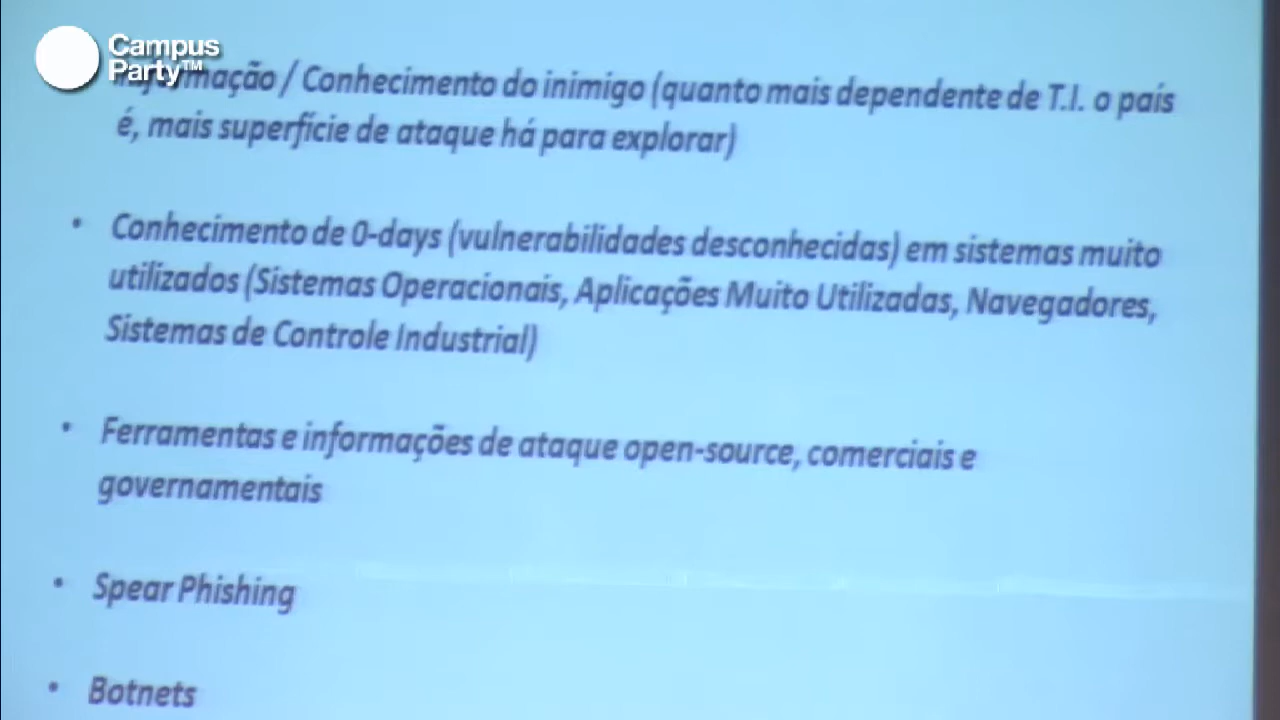 Campus
Party™
Informação / Conhecimento do inimigo (quanto mais dependente de T.I. o país
é, mais superfície de ataque há para explorar)
• Conhecimento de 0-days (vulnerabilidades desconhecidas) em sistemas muito
utilizados (Sistemas Operacionais, Aplicações Muito Utilizadas, Navegadores,
Sistemas de Controle Industrial)
• Ferramentas e informações de ataque open-source, comerciais e
governamentais
• Spear Phishing
• Botnets